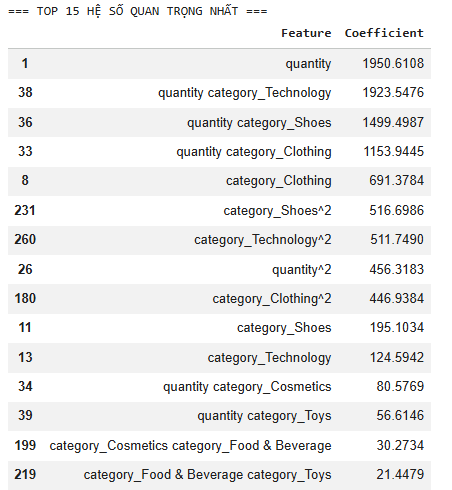 === TOP 15 HỆ SỐ QUAN TRỌNG NHẤT ===
Feature Coefficient
1 quantity 1950.6108
38 quantity category_Technology 1923.5476
36 quantity category_Shoes 1499.4987
33 quantity category_Clothing 1153.9445
8 category_Clothing 691.3784
231 category_Shoes^2 516.6986
260 category_Technology^2 511.7490
26 quantity^2 456.3183
180 category_Clothing^2 446.9384
11 category_Shoes 195.1034
13 category_Technology 124.5942
34 quantity category_Cosmetics 80.5769
39 quantity category_Toys 56.6146
199 category_Cosmetics category_Food & Beverage 30.2734
219 category_Food & Beverage category_Toys 21.4479